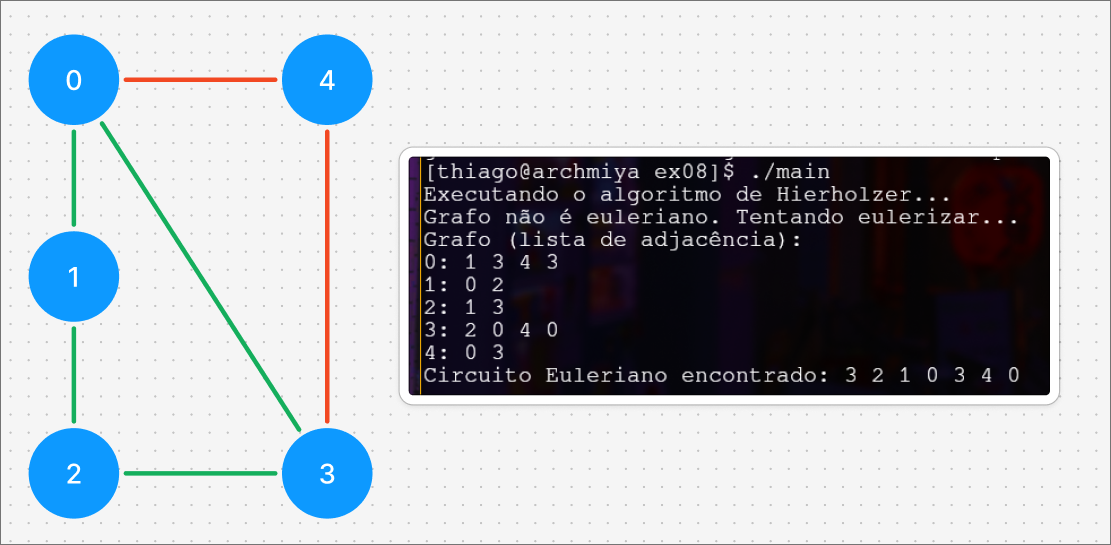 0
4
1
2
3
[thiago@archmiya ex08]$ ./main
Executando o algoritmo de Hierholzer...
Grafo não é euleriano. Tentando eulerizar...
Grafo (lista de adjacência):
0: 1 3 4 3
1: 0 2
2: 1 3
3: 2 0 4 0
4: 0 3
Circuito Euleriano encontrado: 3 2 1 0 3 4 0